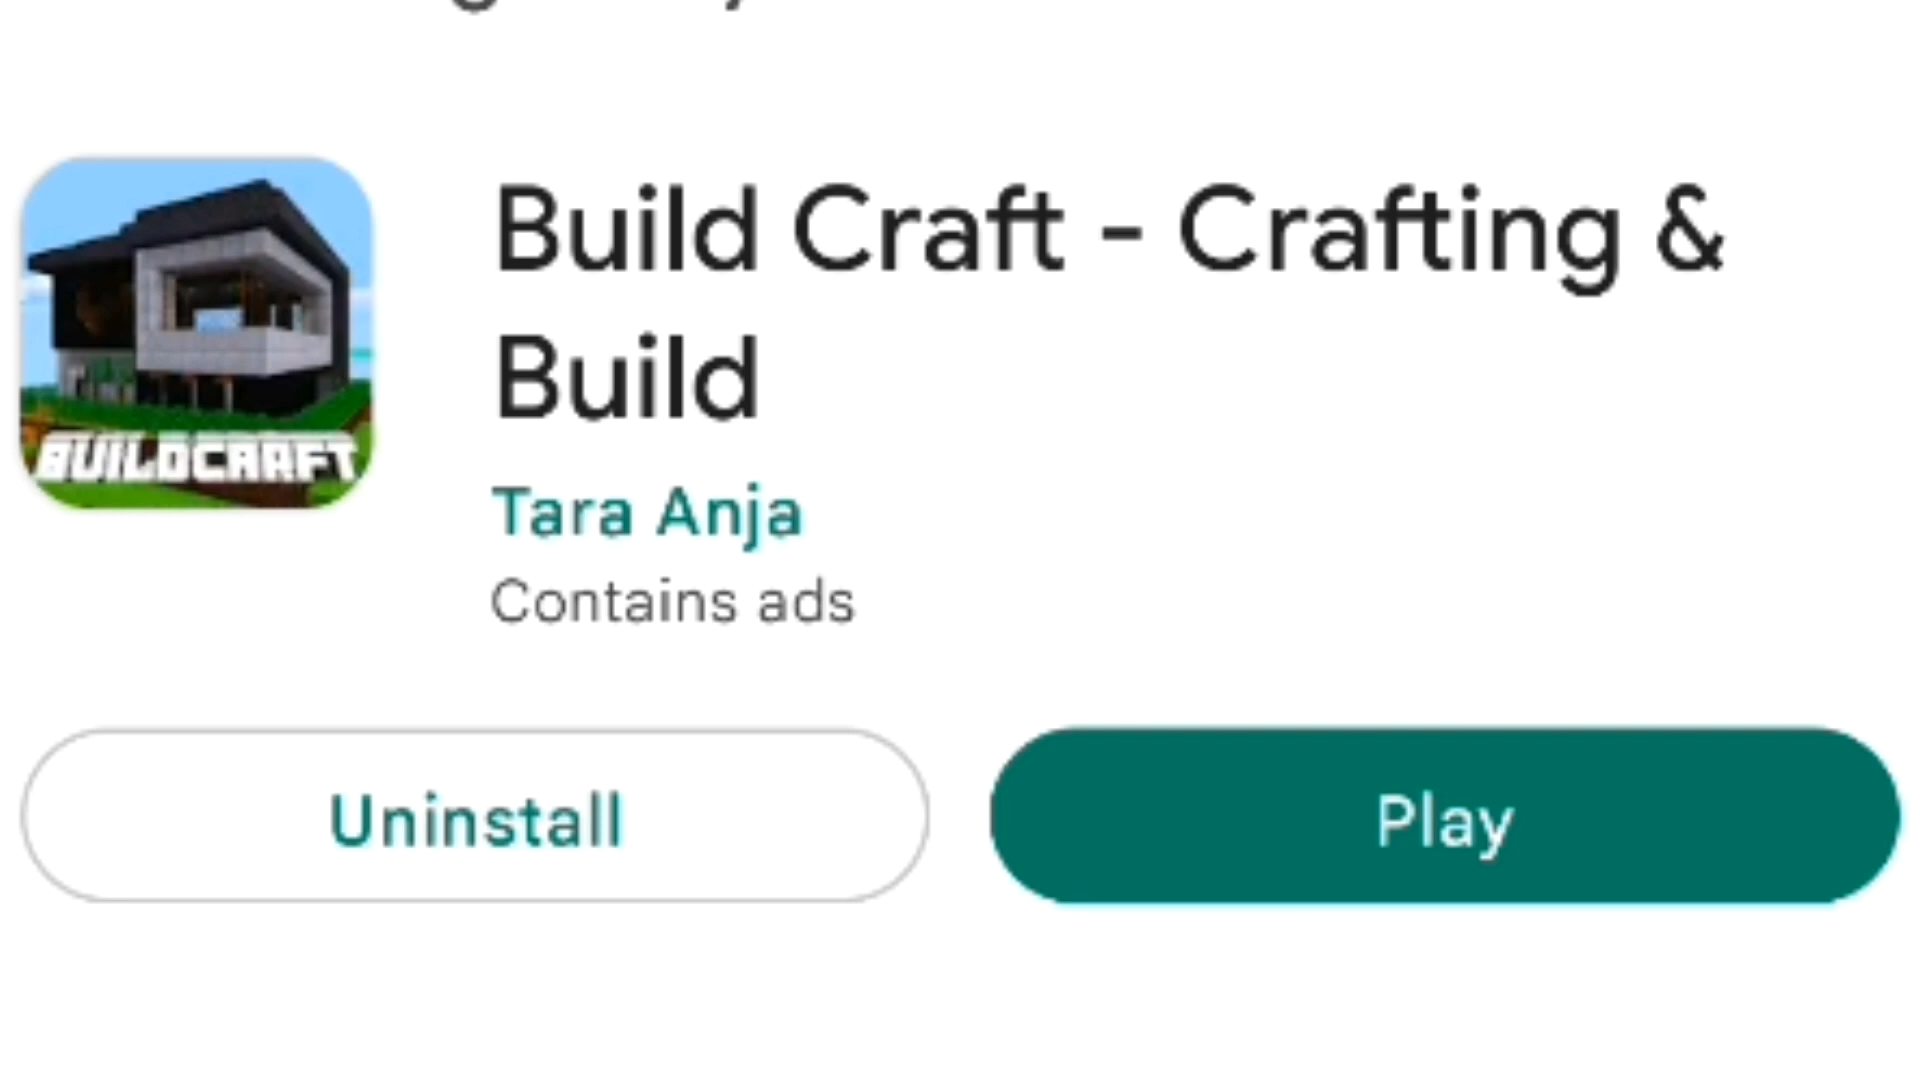 Build Craft - Crafting &
Build
Tara Anja
Contains ads
BUILDCRAFT
Uninstall
Play